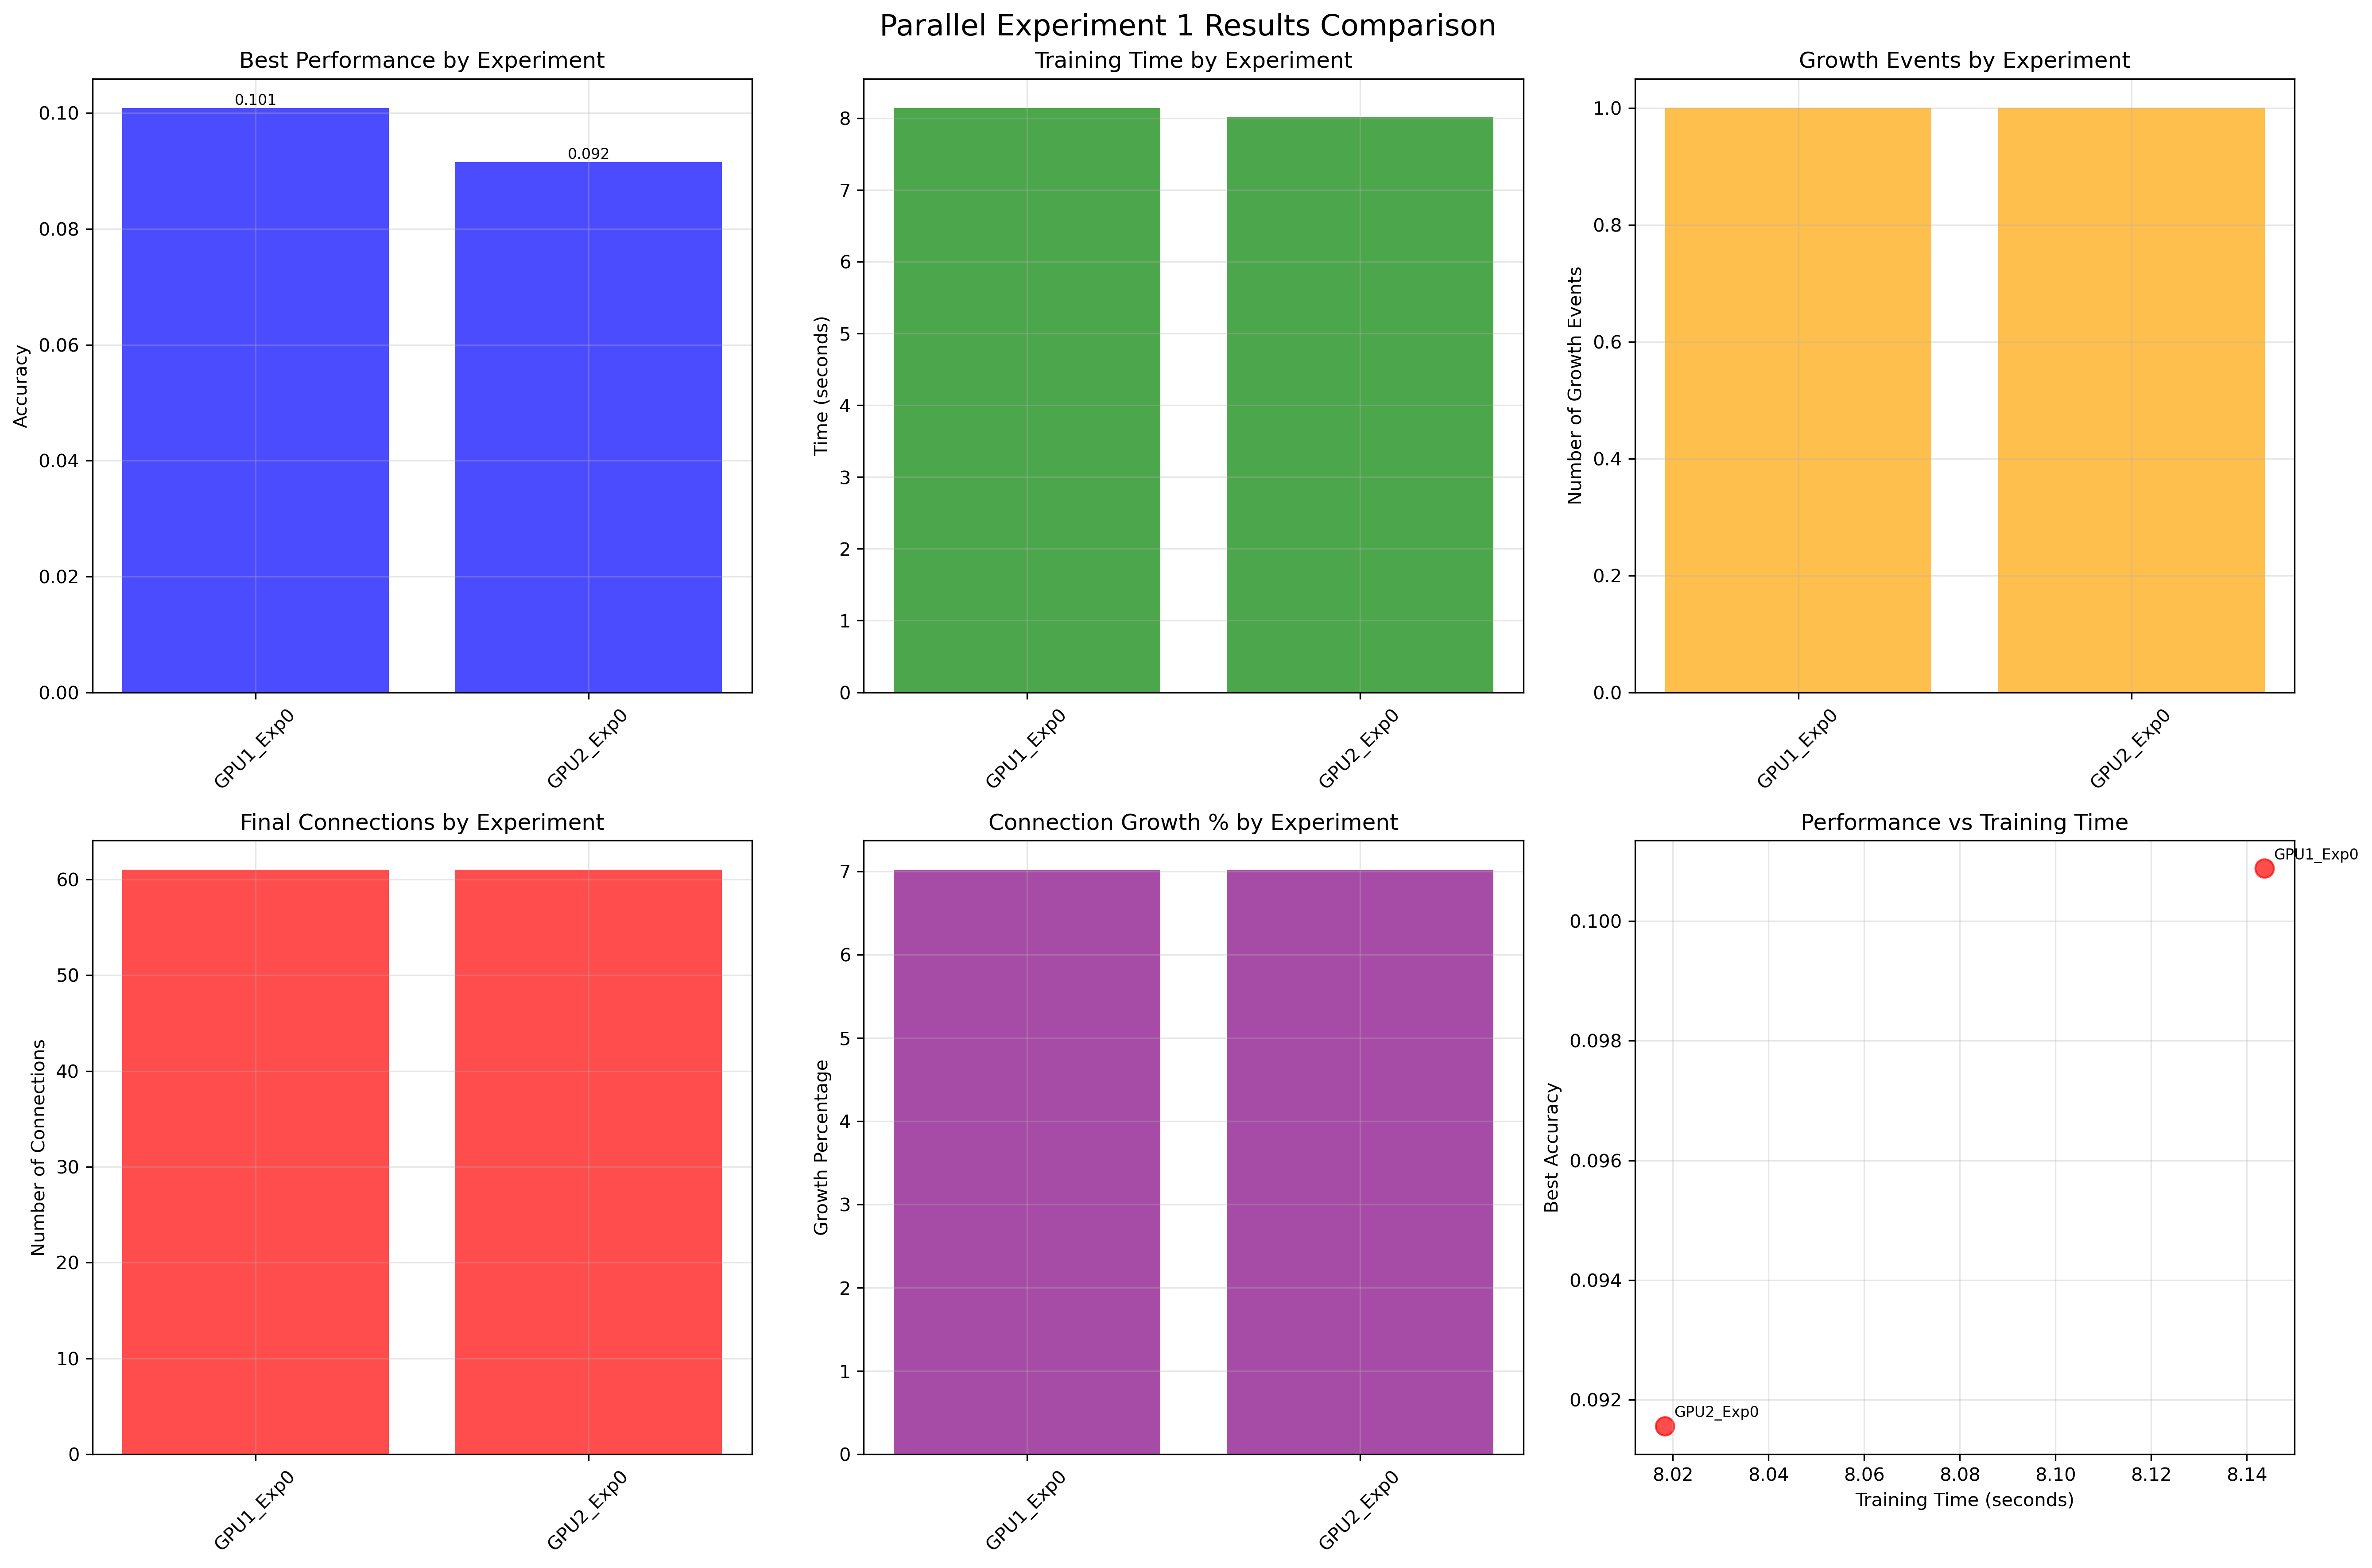 Parallel Experiment 1 Results Comparison
Best Performance by Experiment
Accuracy
0.10
0.08
0.06
0.04
0.02
0.00
0.101
0.092
GPU1_Exp0
GPU2_Exp0
Training Time by Experiment
Time (seconds)
8
7
6
5
4
3
2
1
0
GPU1_Exp0
GPU2_Exp0
Growth Events by Experiment
Number of Growth Events
1.0
0.8
0.6
0.4
0.2
0.0
GPU1_Exp0
GPU2_Exp0
Final Connections by Experiment
Number of Connections
60
50
40
30
20
10
0
GPU1_Exp0
GPU2_Exp0
Connection Growth % by Experiment
Growth Percentage
7
6
5
4
3
2
1
0
GPU1_Exp0
GPU2_Exp0
Performance vs Training Time
Best Accuracy
0.100
0.098
0.096
0.094
0.092
GPU1_Exp0
GPU2_Exp0
8.02
8.04
8.06
8.08
8.10
8.12
8.14
Training Time (seconds)